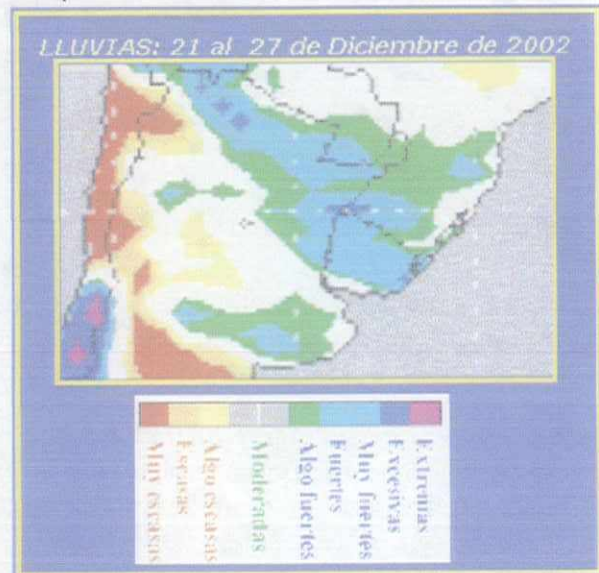 LLUVIAS: 21 al 27 de Diciembre de 2002
Muy escasas
Escasas
Algo escasas
Moderadas
Algo fuertes
Fuertes
Muy fuertes
Excesivas
Extremas